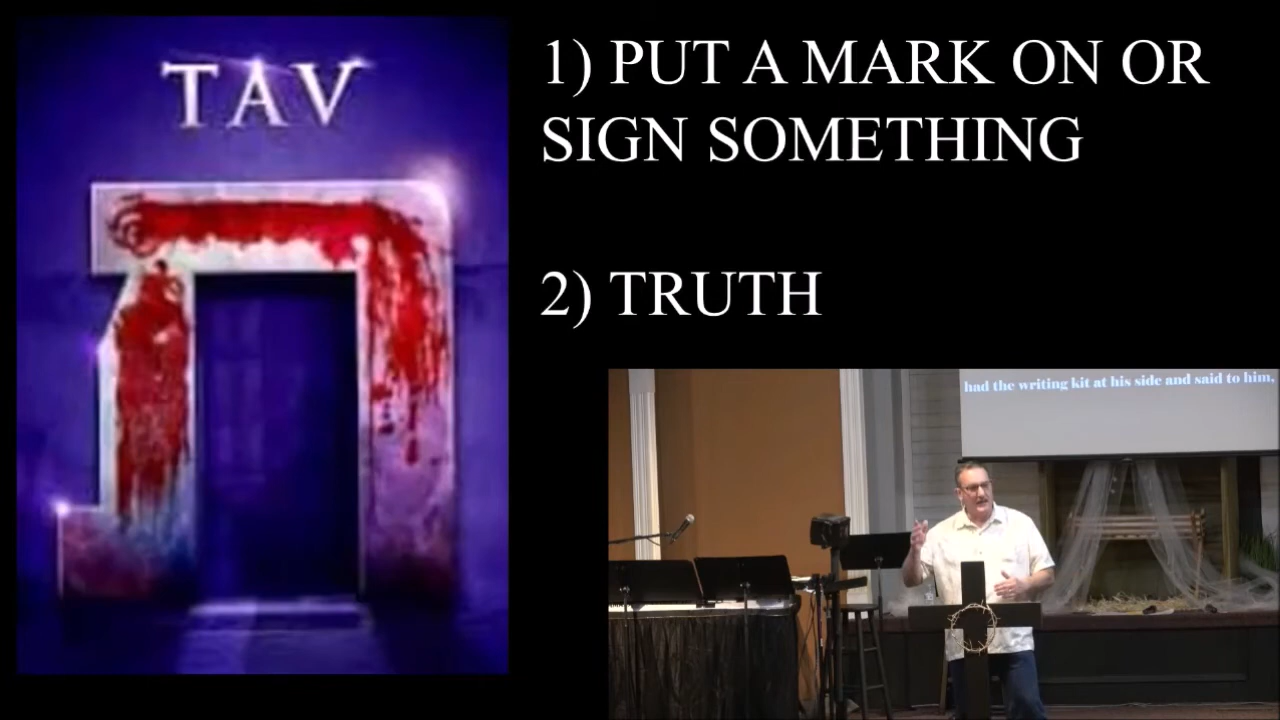 TAV
ת
1) PUT A MARK ON OR
SIGN SOMETHING
2) TRUTH
had the writing kit at his side and said to him,